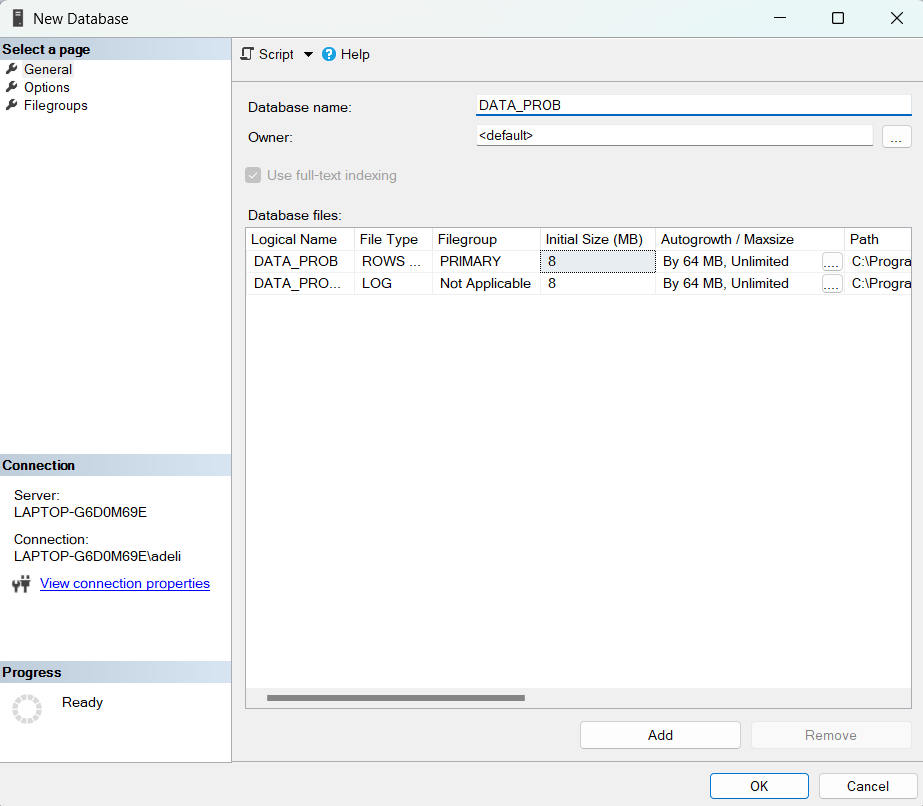 New Database
Select a page
General
Options
Filegroups
Script Help
Database name: DATA_PROB
Owner: <default> ...
Use full-text indexing
Database files:
Logical Name File Type Filegroup Initial Size (MB) Autogrowth / Maxsize Path
DATA_PROB ROWS ... PRIMARY 8 By 64 MB, Unlimited .... C:\Progra
DATA_PRO... LOG Not Applicable 8 By 64 MB, Unlimited .... C:\Progra
Connection
Server:
LAPTOP-G6D0M69E
Connection:
LAPTOP-G6D0M69E\adeli
View connection properties
Progress
Ready
Add Remove
OK Cancel